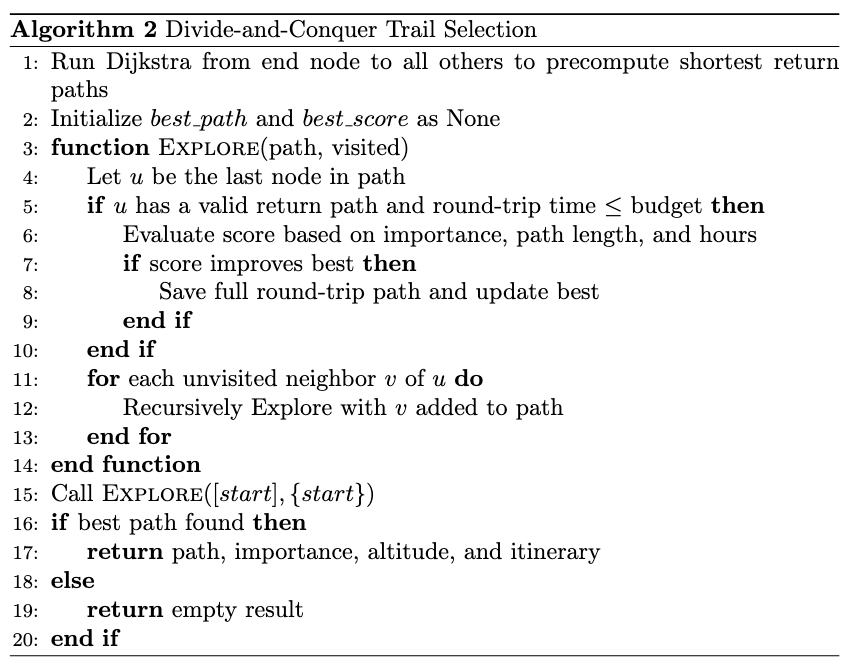 Algorithm 2 Divide-and-Conquer Trail Selection
1: Run Dijkstra from end node to all others to precompute shortest return
paths
2: Initialize best_path and best_score as None
3: function EXPLORE(path, visited)
4: Let u be the last node in path
5: if u has a valid return path and round-trip time ≤ budget then
6: Evaluate score based on importance, path length, and hours
7: if score improves best then
8: Save full round-trip path and update best
9: end if
10: end if
11: for each unvisited neighbor v of u do
12: Recursively Explore with v added to path
13: end for
14: end function
15: Call EXPLORE([start], {start})
16: if best path found then
17: return path, importance, altitude, and itinerary
18: else
19: return empty result
20: end if